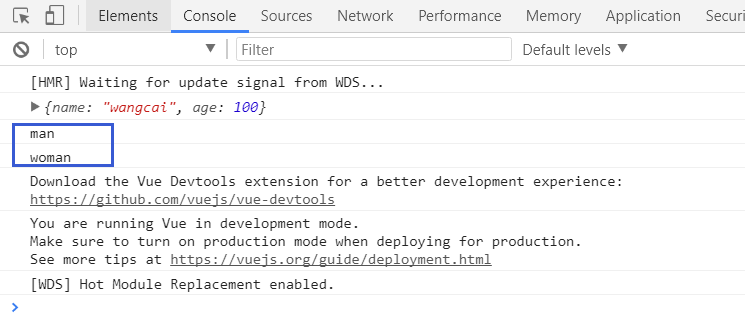 Elements Console Sources Network Performance Memory Application Securi
top Filter Default levels
[HMR] Waiting for update signal from WDS...
{name: "wangcai", age: 100}
man
woman
Download the Vue Devtools extension for a better development experience:
https://github.com/vuejs/vue-devtools
You are running Vue in development mode.
Make sure to turn on production mode when deploying for production.
See more tips at https://vuejs.org/guide/deployment.html
[WDS] Hot Module Replacement enabled.